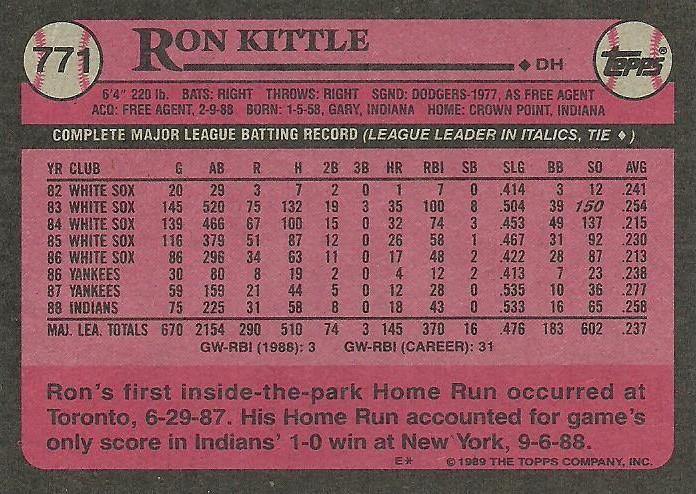 771 RON KITTLE Topps®
◆ DH
6'4" 220 lb. BATS: RIGHT THROWS: RIGHT SGND: DODGERS-1977, AS FREE AGENT
ACQ: FREE AGENT, 2-9-88 BORN: 1-5-58, GARY, INDIANA HOME: CROWN POINT, INDIANA
COMPLETE MAJOR LEAGUE BATTING RECORD (LEAGUE LEADER IN ITALICS, TIE ♦)
YR CLUB G AB R H 2B 3B HR RBI SB SLG BB SO AVG
82 WHITE SOX 20 29 3 7 2 0 1 7 0 .414 3 12 .241
83 WHITE SOX 145 520 75 132 19 3 35 100 8 .504 39 150 .254
84 WHITE SOX 139 466 67 100 15 0 32 74 3 .453 49 137 .215
85 WHITE SOX 116 379 51 87 12 0 26 58 1 .467 31 92 .230
86 WHITE SOX 86 296 34 63 11 0 17 48 2 .422 28 87 .213
86 YANKEES 30 80 8 19 2 0 4 12 2 .413 7 23 .238
87 YANKEES 59 159 21 44 5 0 12 28 0 .535 10 36 .277
88 INDIANS 75 225 31 58 8 0 18 43 0 .533 16 65 .258
MAJ. LEA. TOTALS 670 2154 290 510 74 3 145 370 16 .476 183 602 .237
GW-RBI (1988): 3 GW-RBI (CAREER): 31
Ron's first inside-the-park Home Run occurred at
Toronto, 6-29-87. His Home Run accounted for game's
only score in Indians' 1-0 win at New York, 9-6-88.
E* ©1989 THE TOPPS COMPANY, INC.